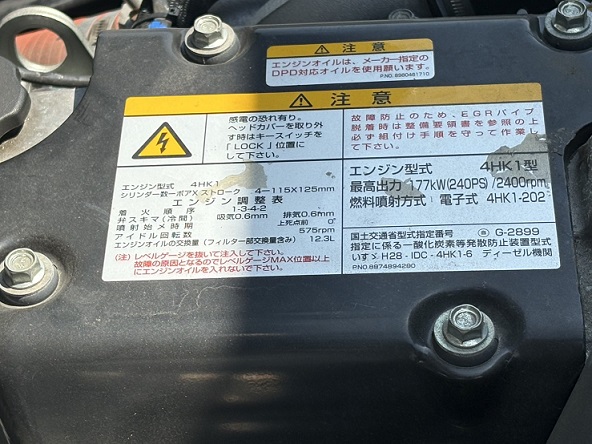 注意
エンジンオイルは、メーカー指定の
DPD対応オイルを使用願います。
P.NO. 8980481710
注意
感電の恐れ有り。
ヘッドカバーを取り外
す時はキースイッチを
「LOCK」位置に
して下さい。
故障防止のため、EGRパイプ
脱着時は整備要領書を参照の上
必ず組付け手順を守って作業し
て下さい。
エンジン型式 4HK1
シリンダー数ーボアX ストローク 4－115X125mm
エンジン調整表
着火順序 1-3-4-2
弁スキマ(冷間) 吸気0.6mm 排気0.6mm
噴射始メ時期 上死点前 0°
アイドル回転数 575rpm
エンジンオイルの交換量 (フィルター部交換量含み) 12.3L
(注) レベルゲージを抜いて注入して下さい。
故障の原因となるのでレベルゲージMAX位置以上
にエンジンオイルを入れないで下さい。
エンジン型式 4HK1型
最高出力 177kW(240PS)/2400rpm
燃料噴射方式： 電子式 4HK1-202
国土交通省型式指定番号 G-2899
指定に係る一酸化炭素等発散防止装置型式
いすゞ H28 - IDC - 4HK1-6 ディーゼル機関
P.NO.8974894280